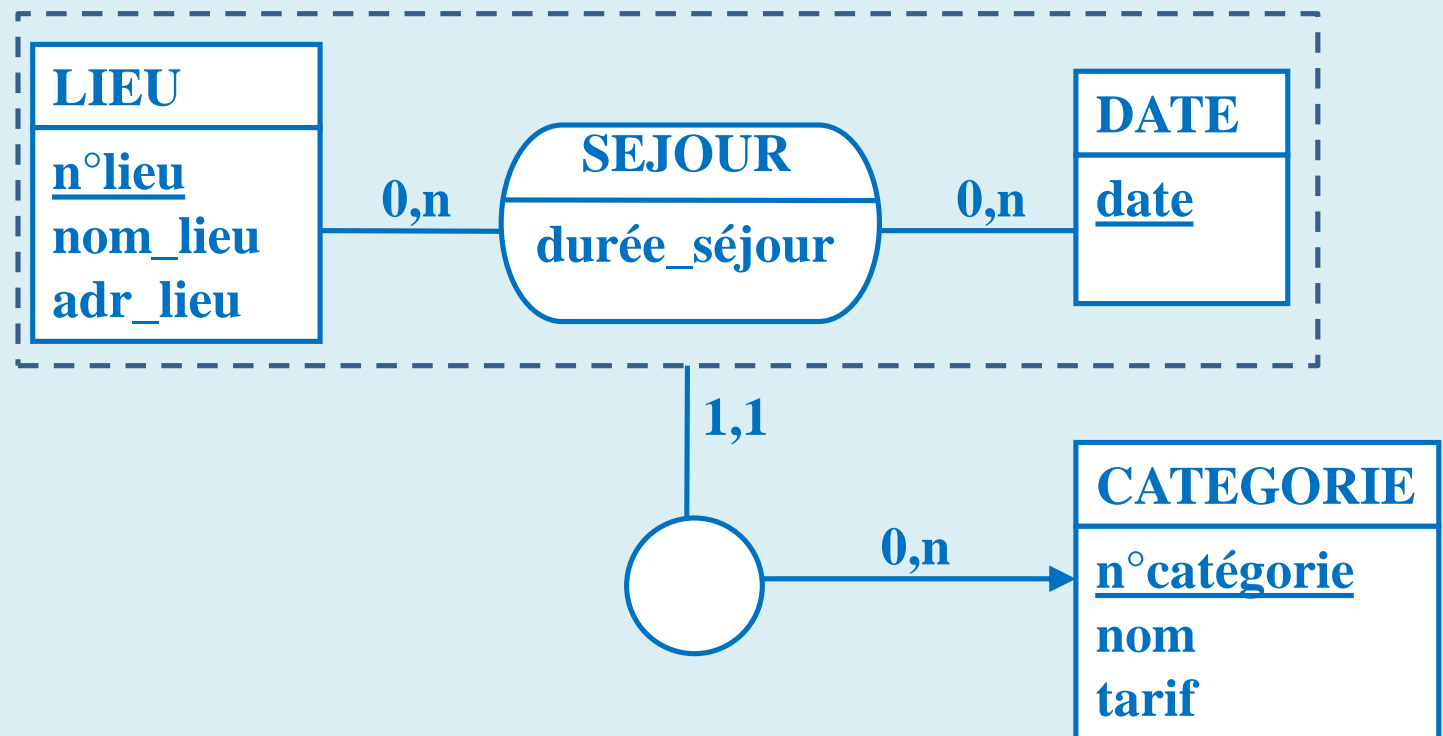 LIEU
n°lieu
nom_lieu
adr_lieu
0,n
SEJOUR
durée_séjour
0,n
DATE
date
1,1
0,n
CATEGORIE
n°catégorie
nom
tarif